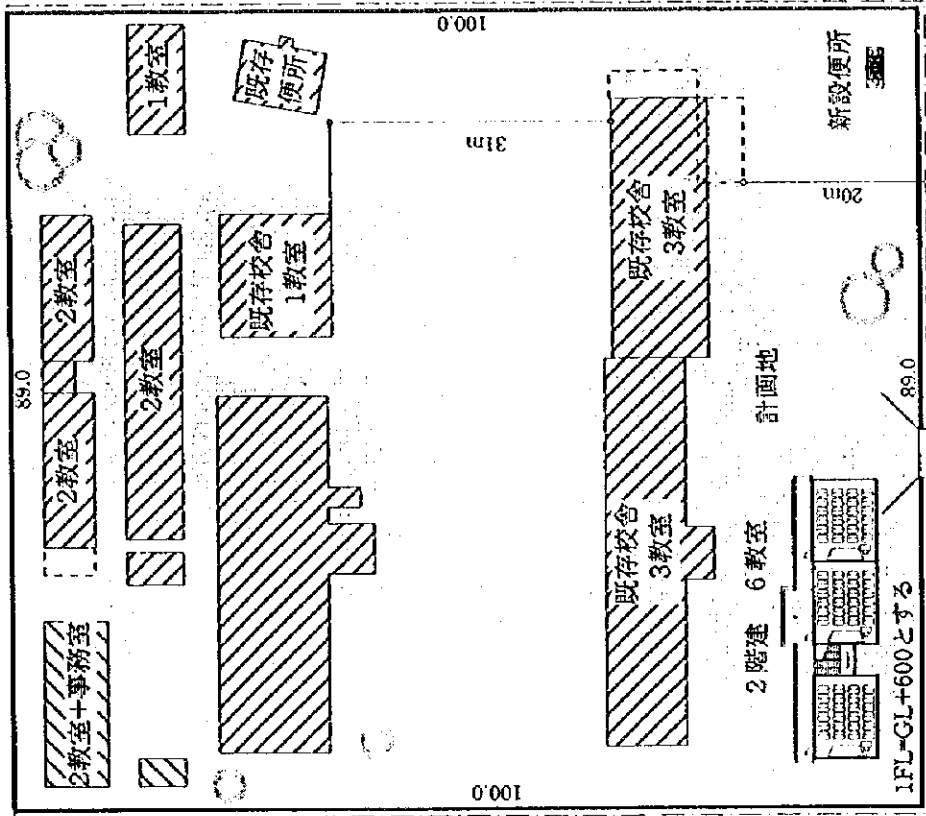 89.0
100.0
1教室
既存
便所
2教室
2教室
2教室
2教室+事務室
既存校舎
1教室
31m
既存校舎
3教室
既存校舎
3教室
20m
新設便所
計画地
2階建 6教室
1FL=GL+600とする
89.0
100.0